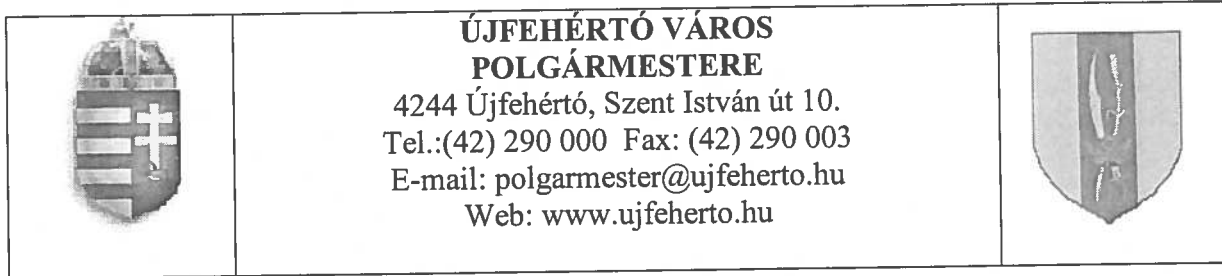 ÚJFEHÉRTÓ VÁROS
POLGÁRMESTERE
4244 Újfehértó, Szent István út 10.
Tel.:(42) 290 000 Fax: (42) 290 003
E-mail: polgarmester@ujfeherto.hu
Web: www.ujfeherto.hu